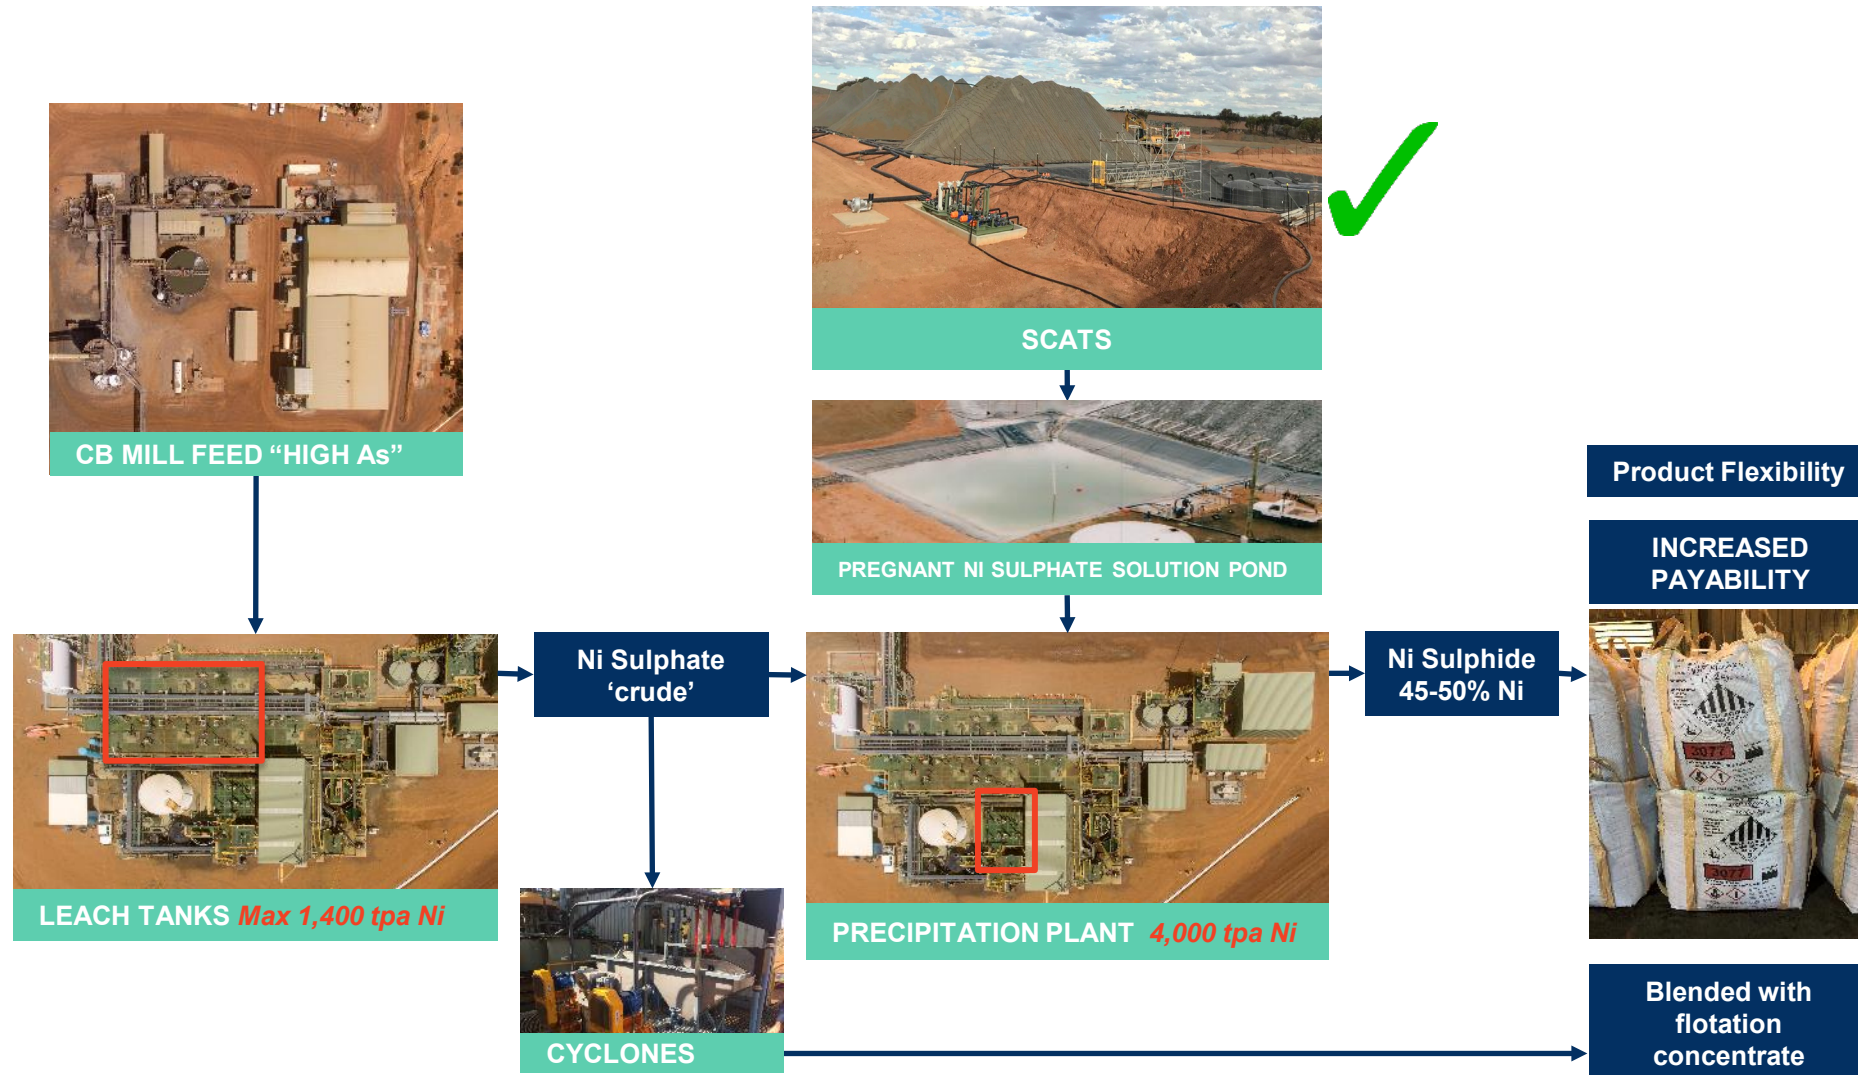 SCATS
CB MILL FEED “HIGH As”
Product Flexibility
INCREASED
PAYABILITY
PREGNANT NI SULPHATE SOLUTION POND
Ni Sulphate
‘crude’
Ni Sulphide
45-50% Ni
3077
3077
LEACH TANKS Max 1,400 tpa Ni
PRECIPITATION PLANT 4,000 tpa Ni
CYCLONES
Blended with
flotation
concentrate